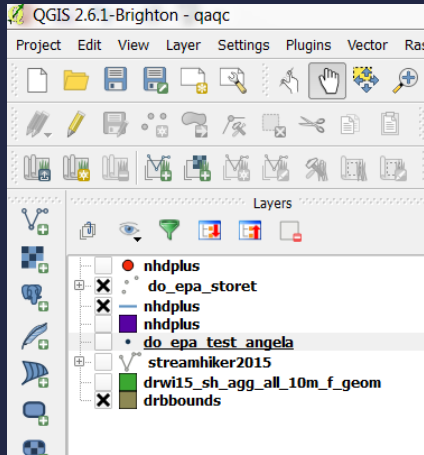 QGIS 2.6.1-Brighton - qaqc
Project Edit View Layer Settings Plugins Vector Ras
Layers
nhdplus
do_epa_storet
nhdplus
nhdplus
do_epa_test_angela
streamhiker2015
drwi15_sh_agg_all_10m_f_geom
drbbounds